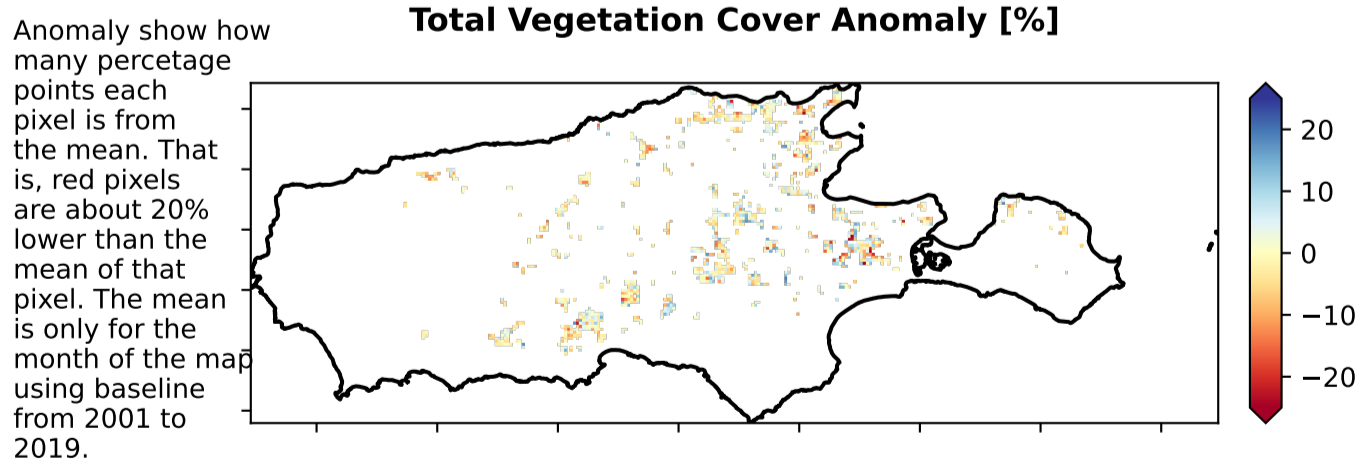 Total Vegetation Cover Anomaly [%]
Anomaly show how
many percetage
points each
pixel is from
the mean. That
is, red pixels
are about 20%
lower than the
mean of that
pixel. The mean
is only for the
month of the map
using baseline
from 2001 to
2019.
20
10
0
−10
−20